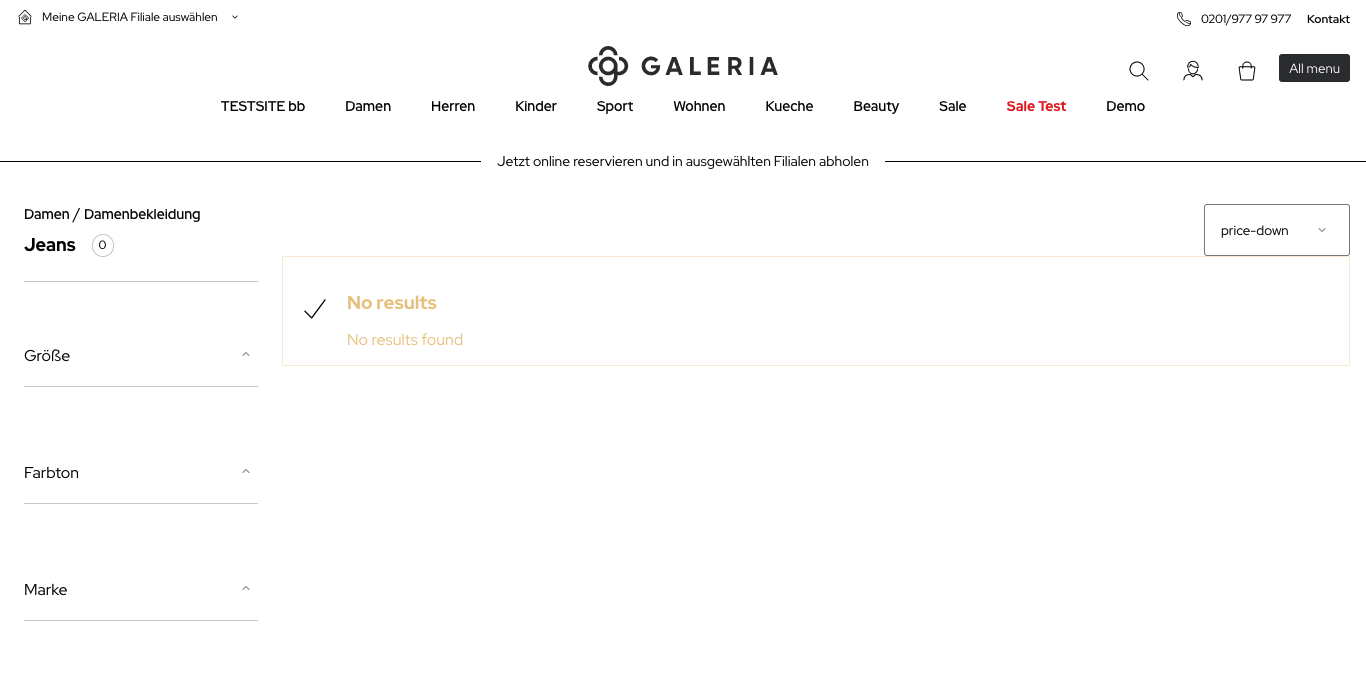 Meine GALERIA Filiale auswählen
0201/977 97 977 Kontakt
GALERIA
All menu
TESTSITE bb Damen Herren Kinder Sport Wohnen Kueche Beauty Sale Sale Test Demo
Jetzt online reservieren und in ausgewählten Filialen abholen
Damen / Damenbekleidung
Jeans 0
price-down
No results
No results found
Größe
Farbton
Marke